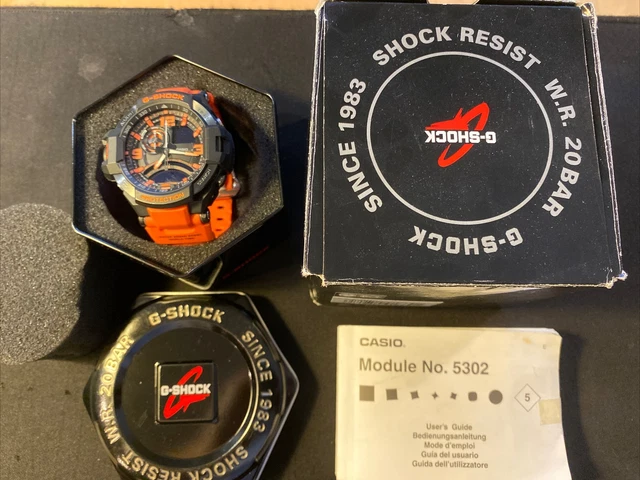 G-SHOCK
SHOCK RESIST
W.R. 20BAR
G-SHOCK
SINCE 1983
G-SHOCK
G-SHOCK
SINCE 1983
SHOCK RESIST
W.R. 20BAR
G-SHOCK
CASIO.
Module No. 5302
5
User's Guide
Bedienungsanleitung
Mode d'emploi
Guía del usuario
Guida dell'utilizzatore